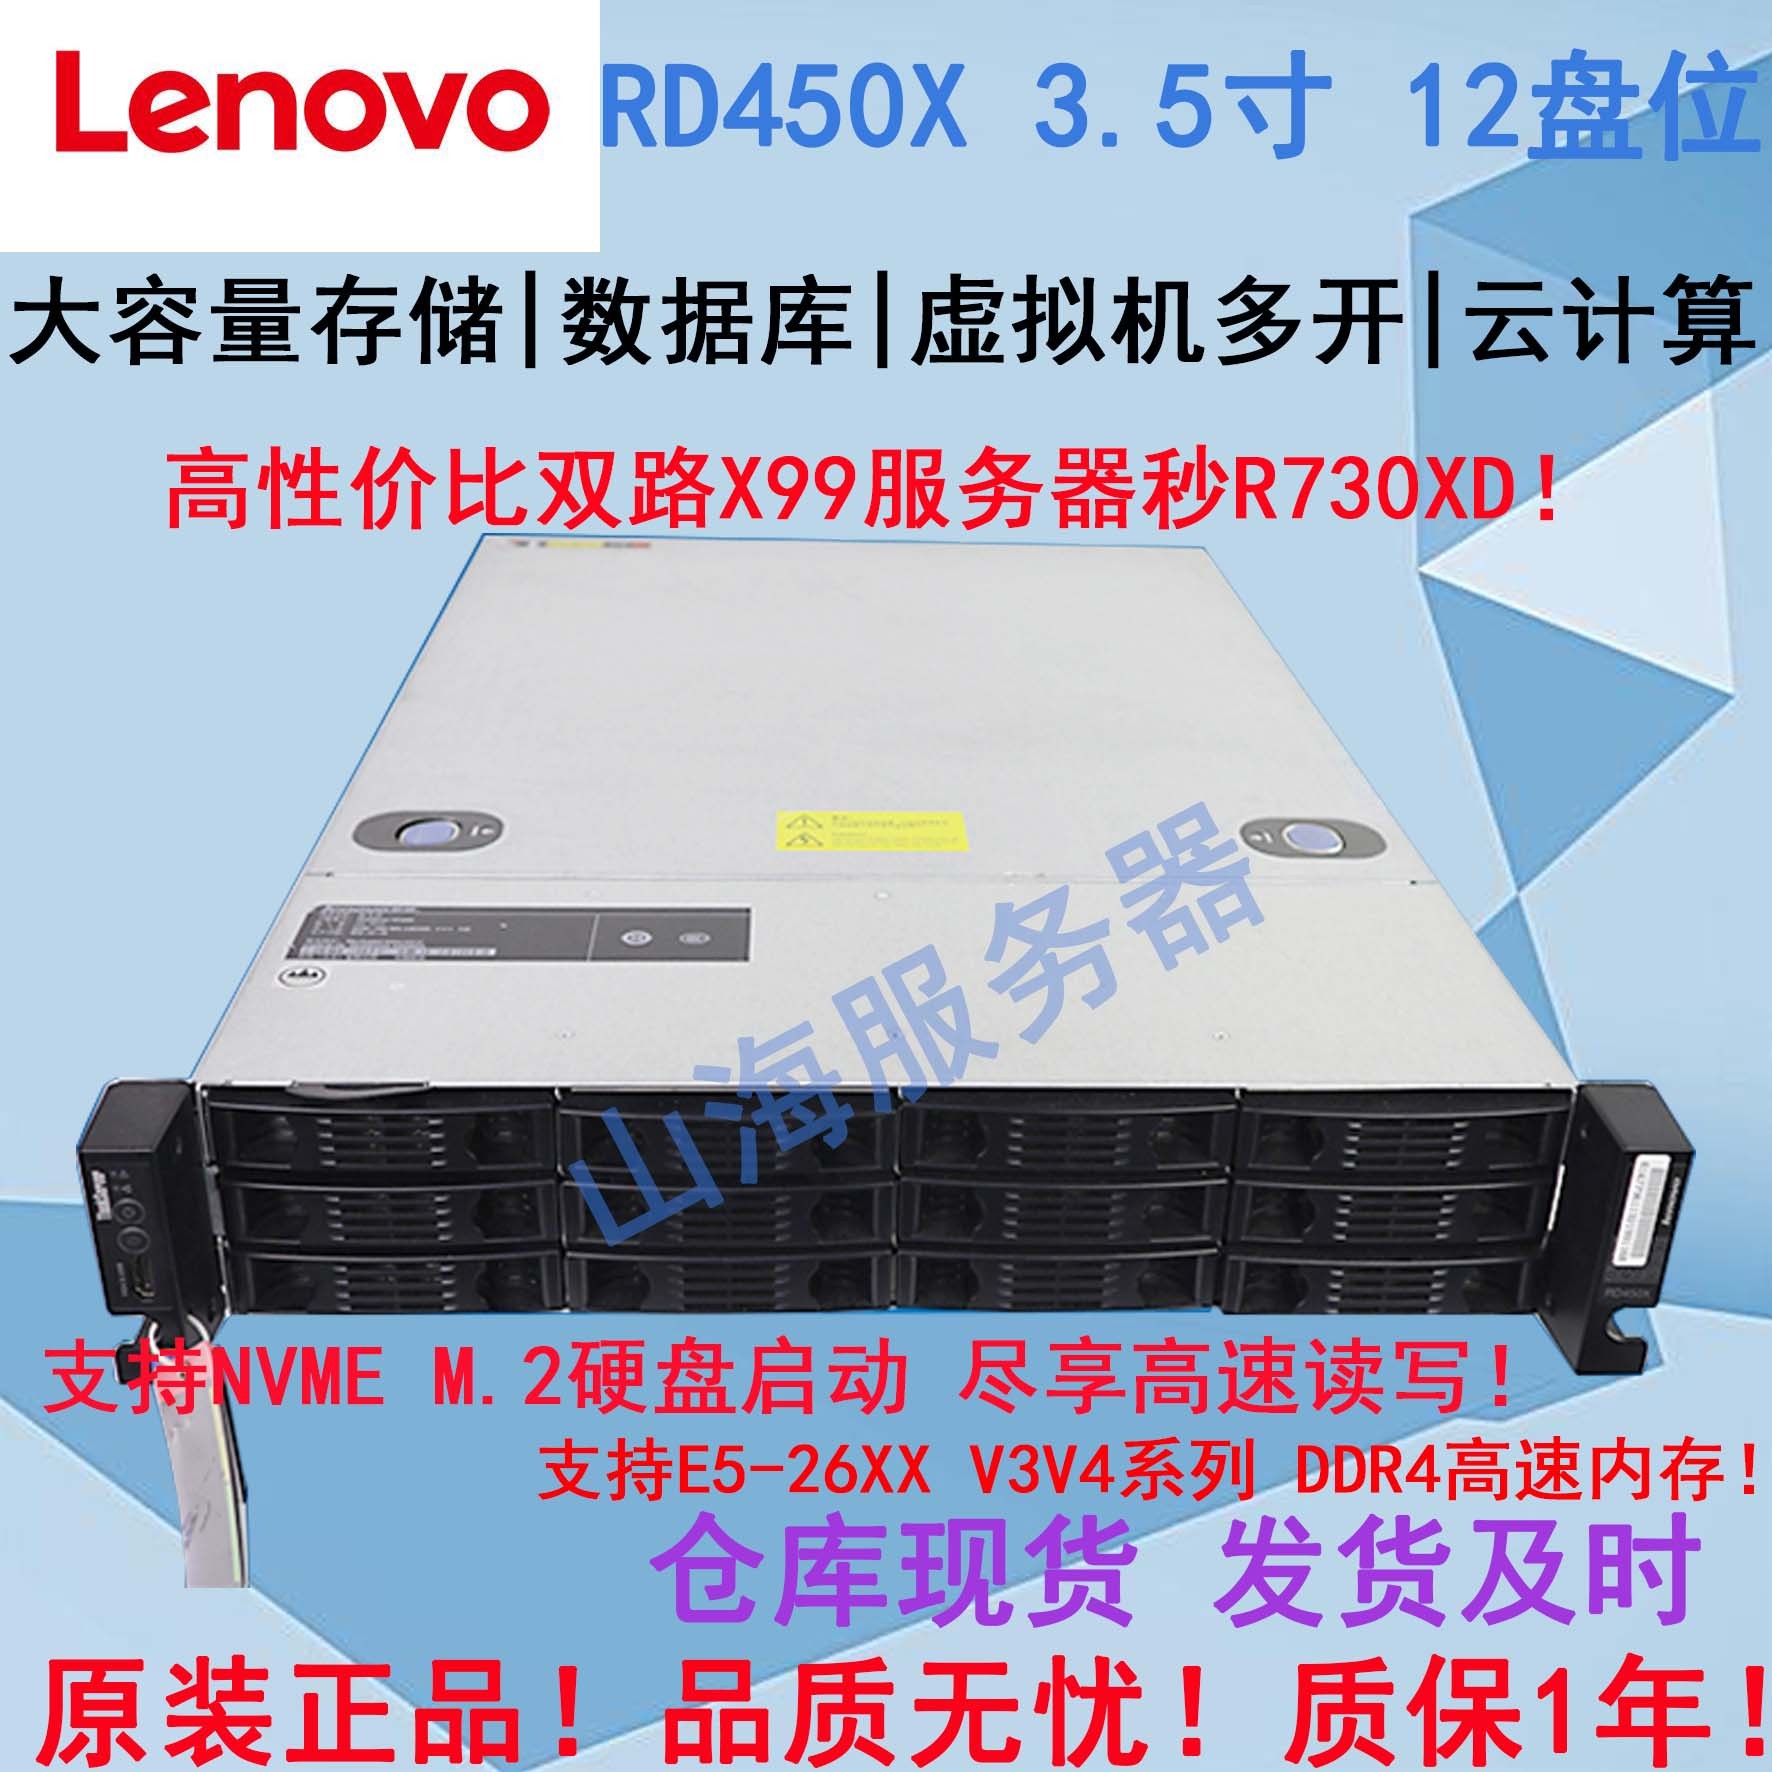 Lenovo RD450X 3.5寸 12盘位
大容量存储|数据库|虚拟机多开|云计算
高性价比双路X99服务器秒R730XD!
山海服务器
RD450X
支持NVME M.2硬盘启动 尽享高速读写!
支持E5-26XX V3V4系列 DDR4高速内存!
仓库现货 发货及时
原装正品! 品质无忧! 质保1年!